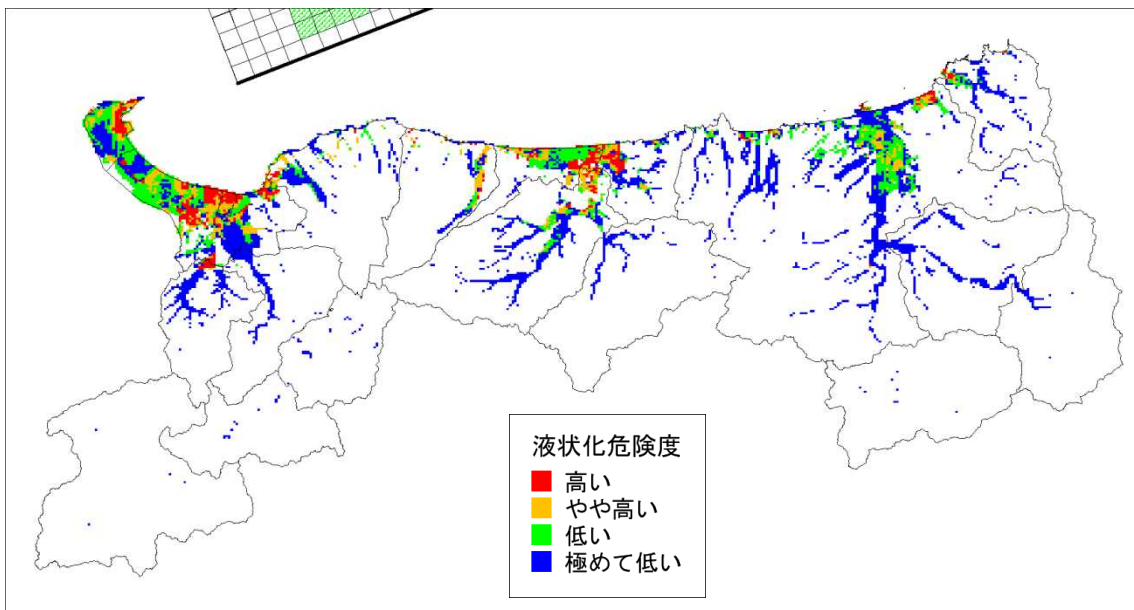 液状化危険度
高い
やや高い
低い
極めて低い